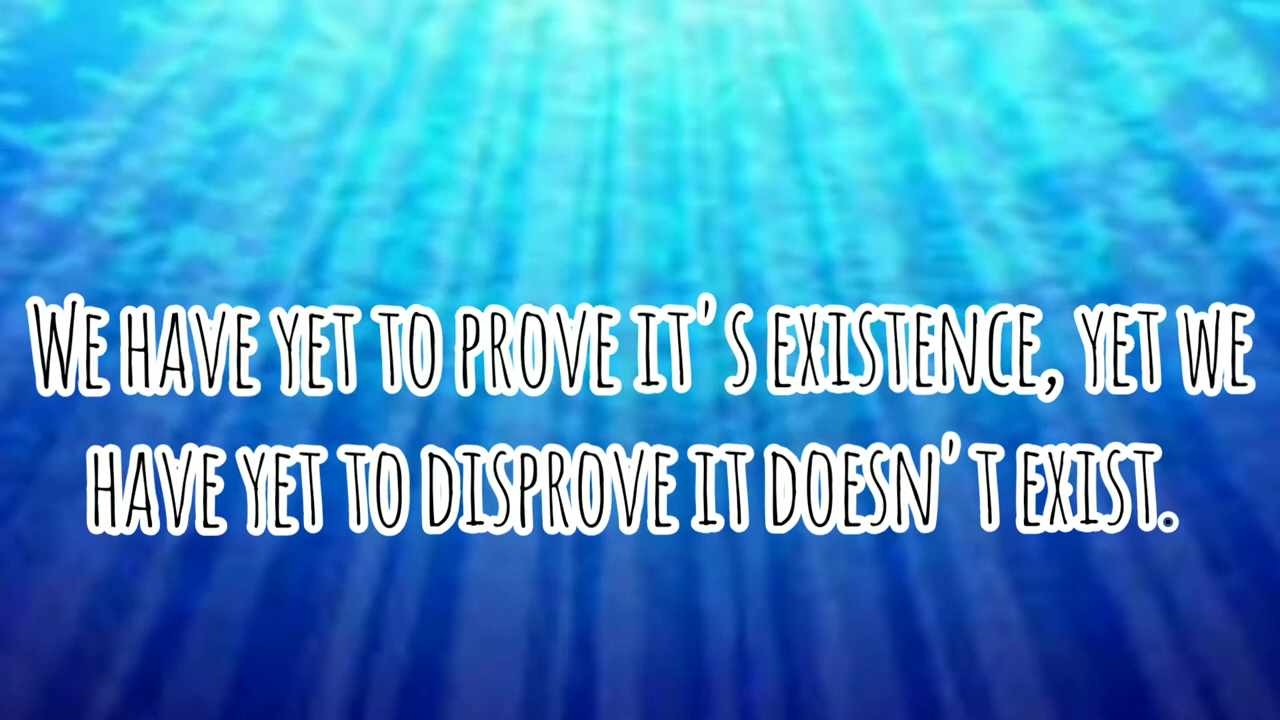 We have yet to prove it's existence, yet we
have yet to disprove it doesn't exist.